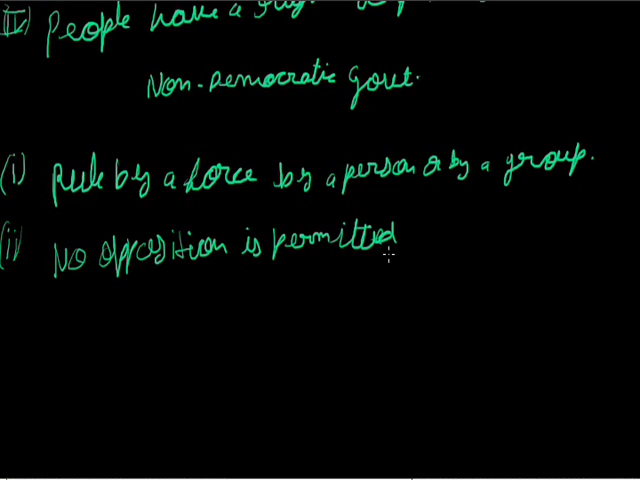 IV) People have a
Non-Democratic Govt.
(i) Rule by a force by a person or by a group.
(ii) No opposition is permitted